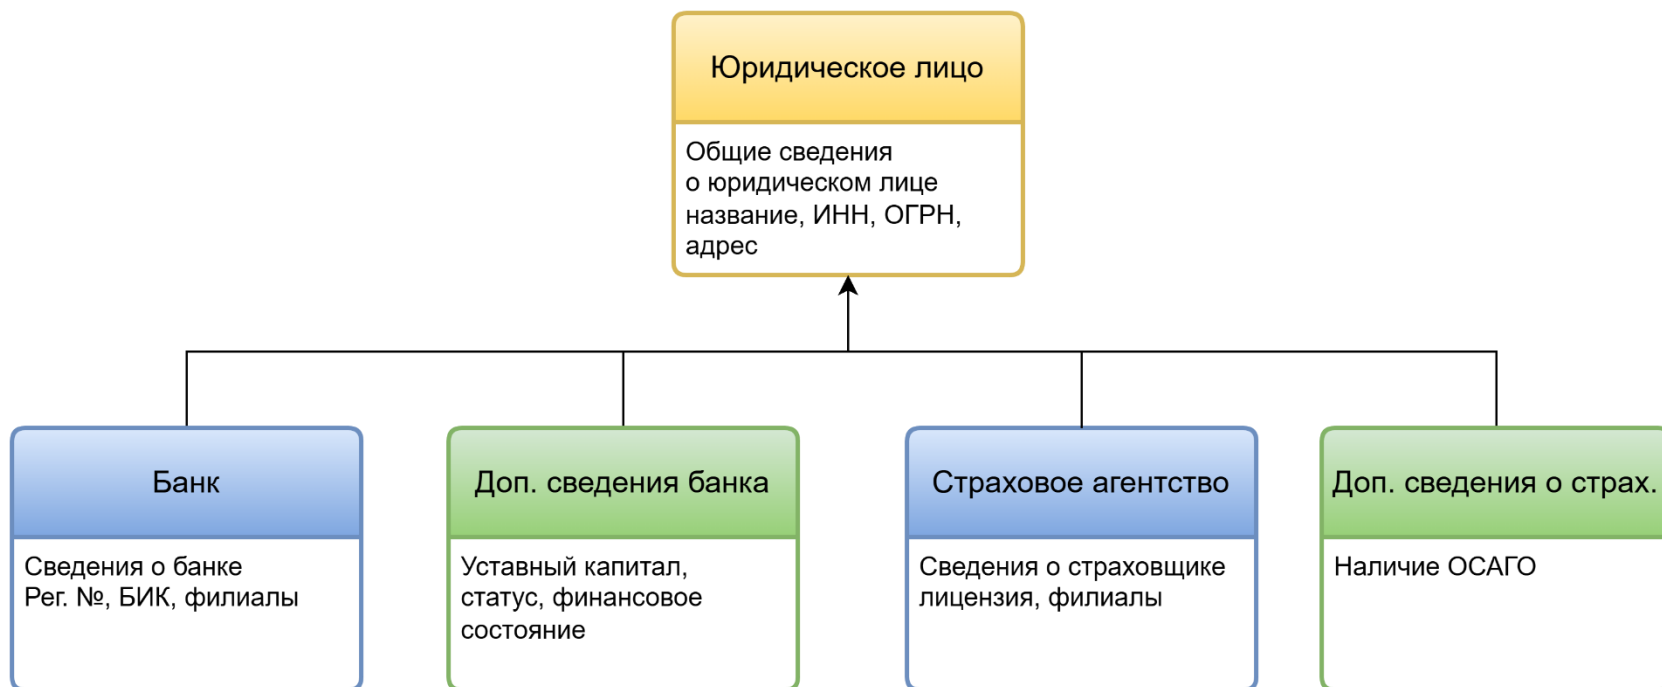 Юридическое лицо
Общие сведения
о юридическом лице
название, ИНН, ОГРН,
адрес
Банк
Сведения о банке
Рег. №, БИК, филиалы
Доп. сведения банка
Уставный капитал,
статус, финансовое
состояние
Страховое агентство
Сведения о страховщике
лицензия, филиалы
Доп. сведения о страх.
Наличие ОСАГО